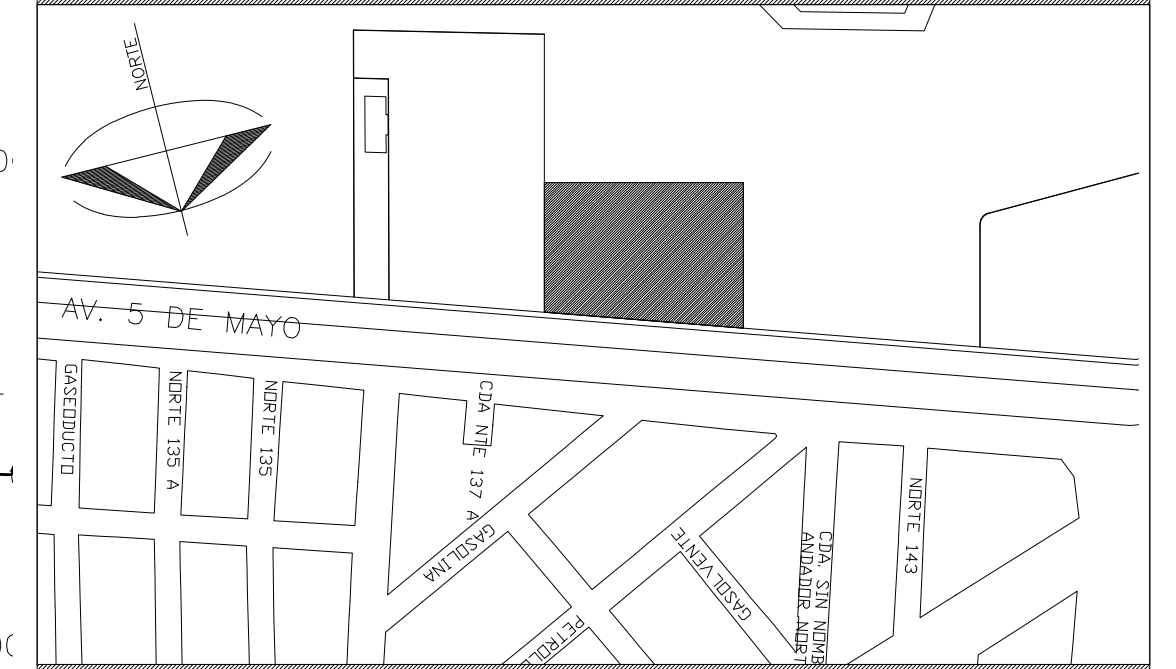 NORTE
AV. 5 DE MAYO
GASEODUCTO
NORTE 135 A
NORTE 135
CDA NTE 137 A
GASOLINA
GASOLVENTE
PETROL
CDA. SIN NOMB
ANDADOR NORT
NORTE 143